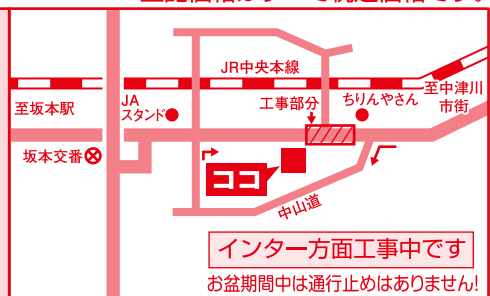 JR中央本線
至坂本駅
JA
スタンド
工事部分
ちりんやさん
至中津川
市街
坂本交番
ココ
中山道
インター方面工事中です
お盆期間中は通行止めはありません!